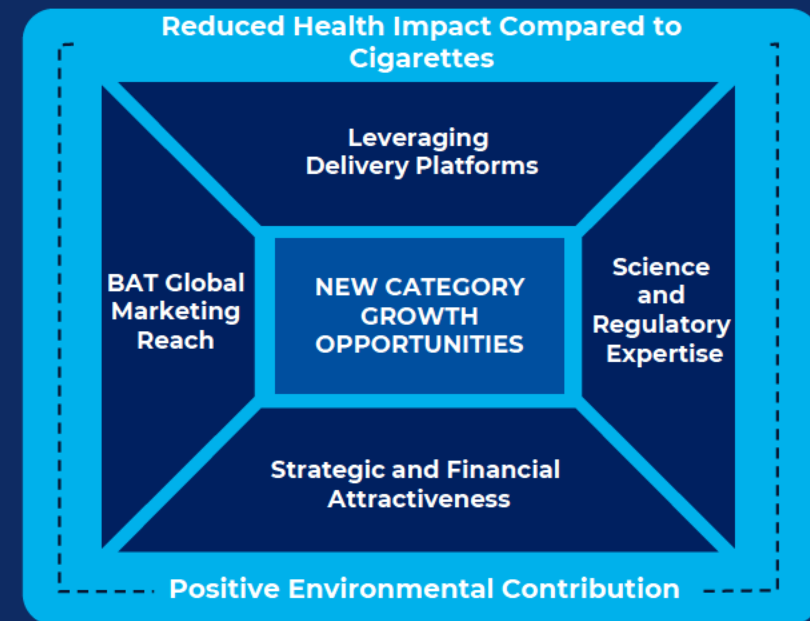 Reduced Health Impact Compared to
Cigarettes
Leveraging
Delivery Platforms
BAT Global
Marketing
Reach
NEW CATEGORY
GROWTH
OPPORTUNITIES
Science
and
Regulatory
Expertise
Strategic and Financial
Attractiveness
Positive Environmental Contribution